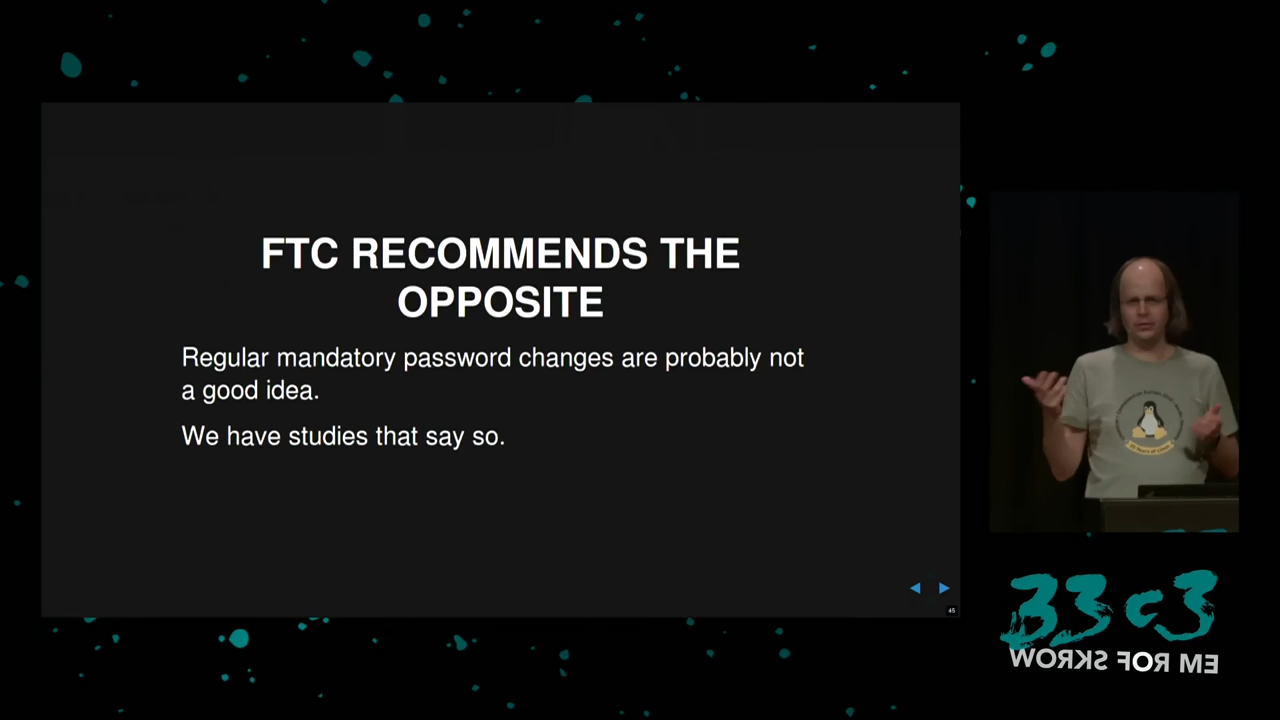 FTC RECOMMENDS THE
OPPOSITE
Regular mandatory password changes are probably not
a good idea.
We have studies that say so.
45
33c3
WORKS FOR ME